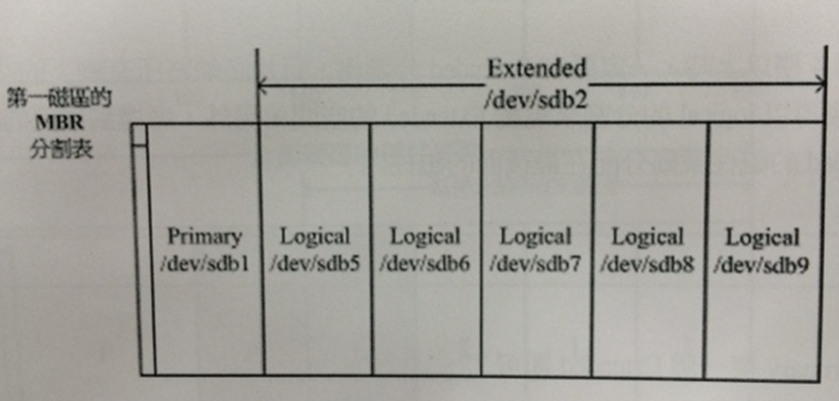 Extended
/dev/sdb2
第一磁區的
MBR
分割表
Primary
/dev/sdb1
Logical
/dev/sdb5
Logical
/dev/sdb6
Logical
/dev/sdb7
Logical
/dev/sdb8
Logical
/dev/sdb9